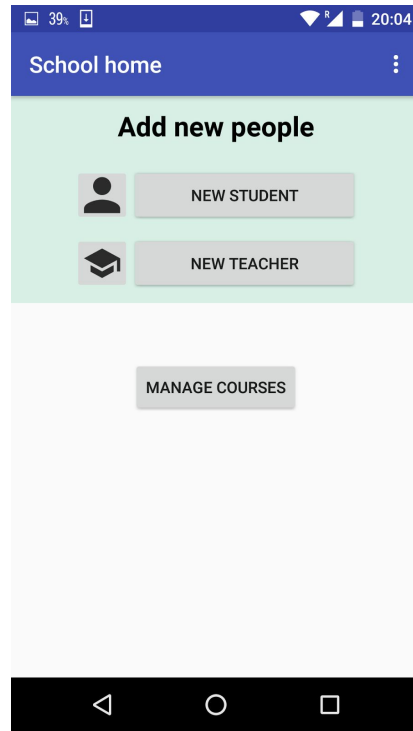 39%
R
20:04
School home
Add new people
NEW STUDENT
NEW TEACHER
MANAGE COURSES